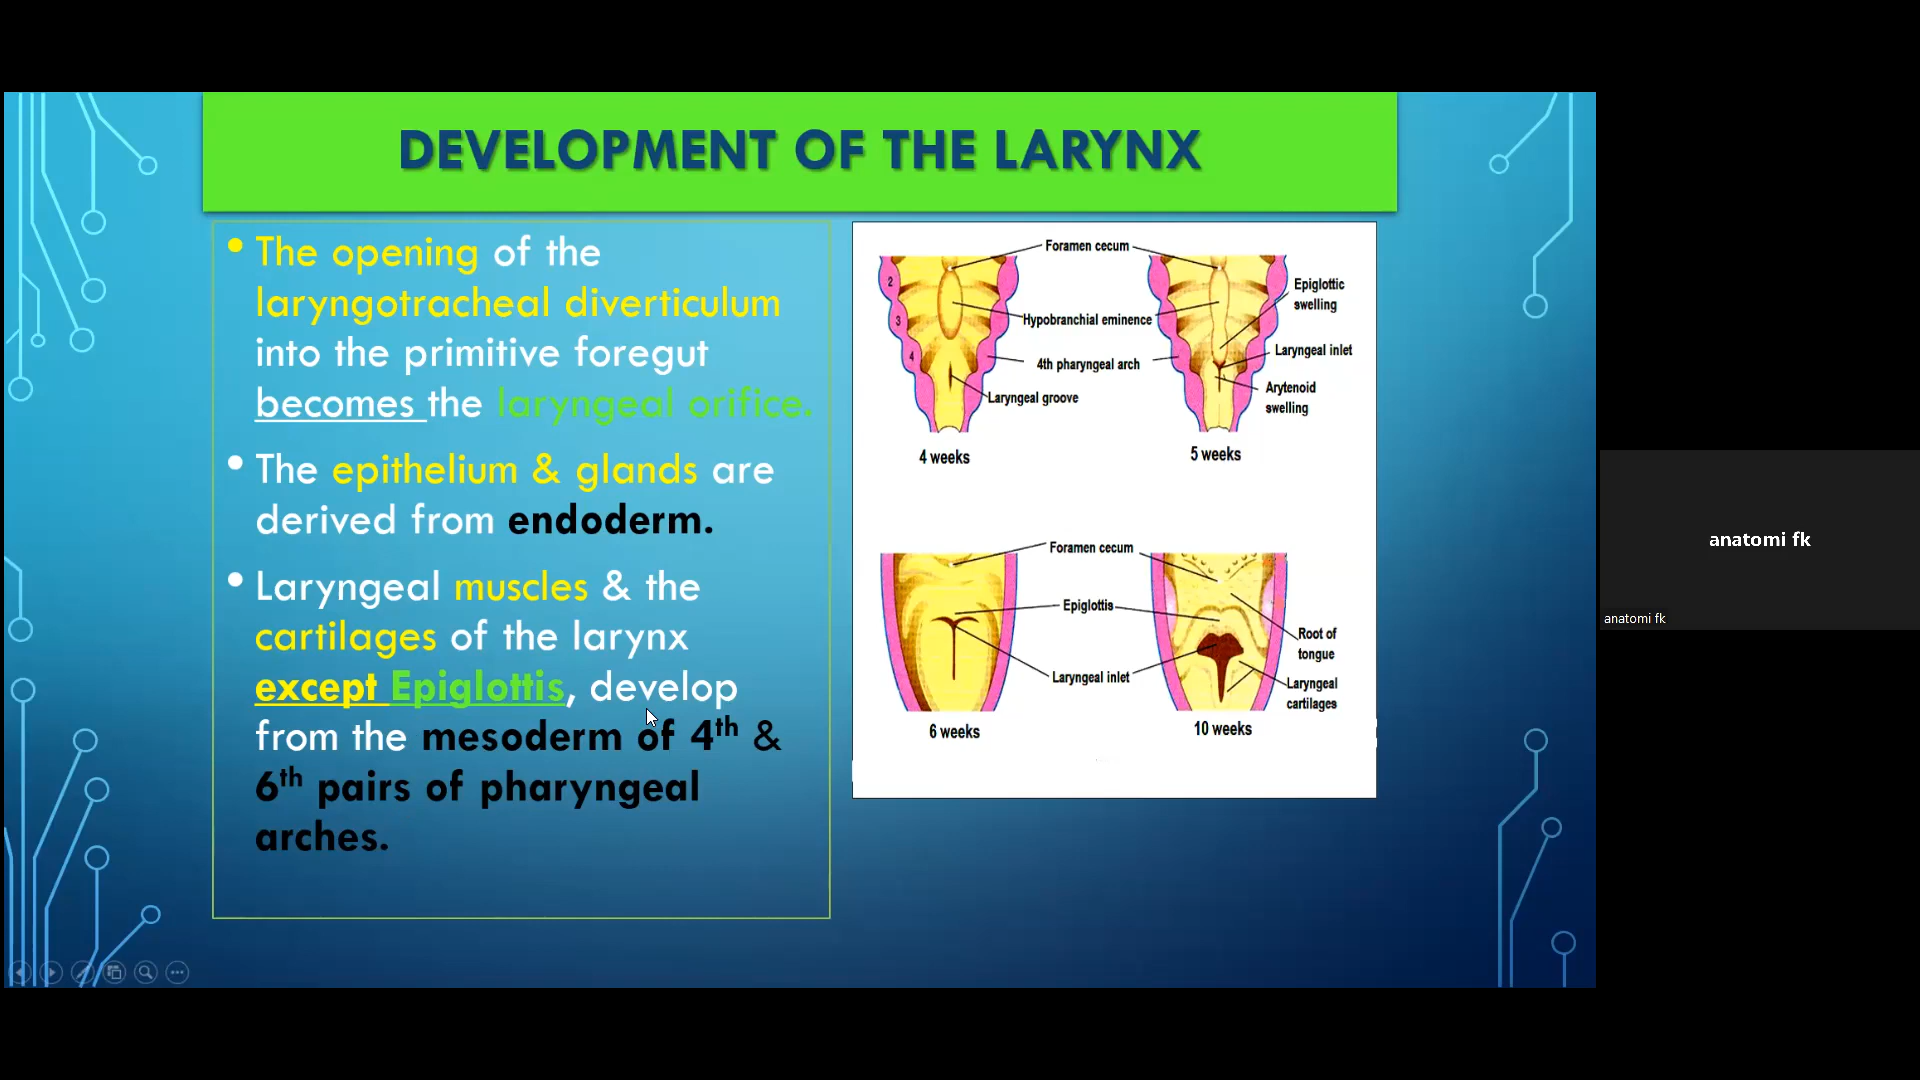 DEVELOPMENT OF THE LARYNX
• The opening of the
laryngotracheal diverticulum
into the primitive foregut
becomes the laryngeal orifice.
• The epithelium & glands are
derived from endoderm.
• Laryngeal muscles & the
cartilages of the larynx
except Epiglottis, develop
from the mesoderm of 4th &
6th pairs of pharyngeal
arches.
Foramen cecum
2
3
4
Hypobranchial eminence
4th pharyngeal arch
Laryngeal groove
Epiglottic
swelling
Laryngeal inlet
Arytenoid
swelling
4 weeks
5 weeks
Foramen cecum
Epiglottis
Laryngeal inlet
Root of
tongue
Laryngeal
cartilages
6 weeks
10 weeks
anatomi fk
anatomi fk